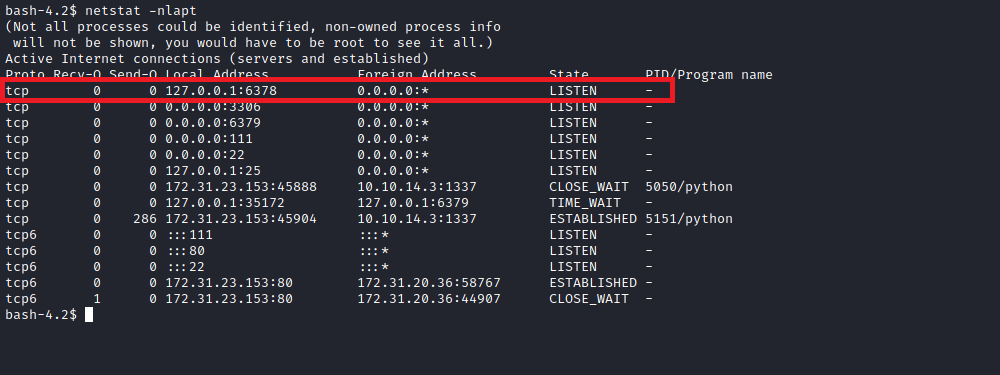 bash-4.2$ netstat -nlapt
(Not all processes could be identified, non-owned process info
 will not be shown, you would have to be root to see it all.)
Active Internet connections (servers and established)
Proto Recv-Q Send-Q Local Address           Foreign Address         State       PID/Program name
tcp        0      0 127.0.0.1:6378          0.0.0.0:*               LISTEN      -
tcp        0      0 0.0.0.0:3306            0.0.0.0:*               LISTEN      -
tcp        0      0 0.0.0.0:6379            0.0.0.0:*               LISTEN      -
tcp        0      0 0.0.0.0:111             0.0.0.0:*               LISTEN      -
tcp        0      0 0.0.0.0:22              0.0.0.0:*               LISTEN      -
tcp        0      0 127.0.0.1:25            0.0.0.0:*               LISTEN      -
tcp        0      0 172.31.23.153:45888     10.10.14.3:1337         CLOSE_WAIT  5050/python
tcp        0      0 127.0.0.1:35172         127.0.0.1:6379          TIME_WAIT   -
tcp        0    286 172.31.23.153:45904     10.10.14.3:1337         ESTABLISHED 5151/python
tcp6       0      0 :::111                  :::*                    LISTEN      -
tcp6       0      0 :::80                   :::*                    LISTEN      -
tcp6       0      0 :::22                   :::*                    LISTEN      -
tcp6       0      0 172.31.23.153:80        172.31.20.36:58767      ESTABLISHED -
tcp6       1      0 172.31.23.153:80        172.31.20.36:44907      CLOSE_WAIT  -
bash-4.2$